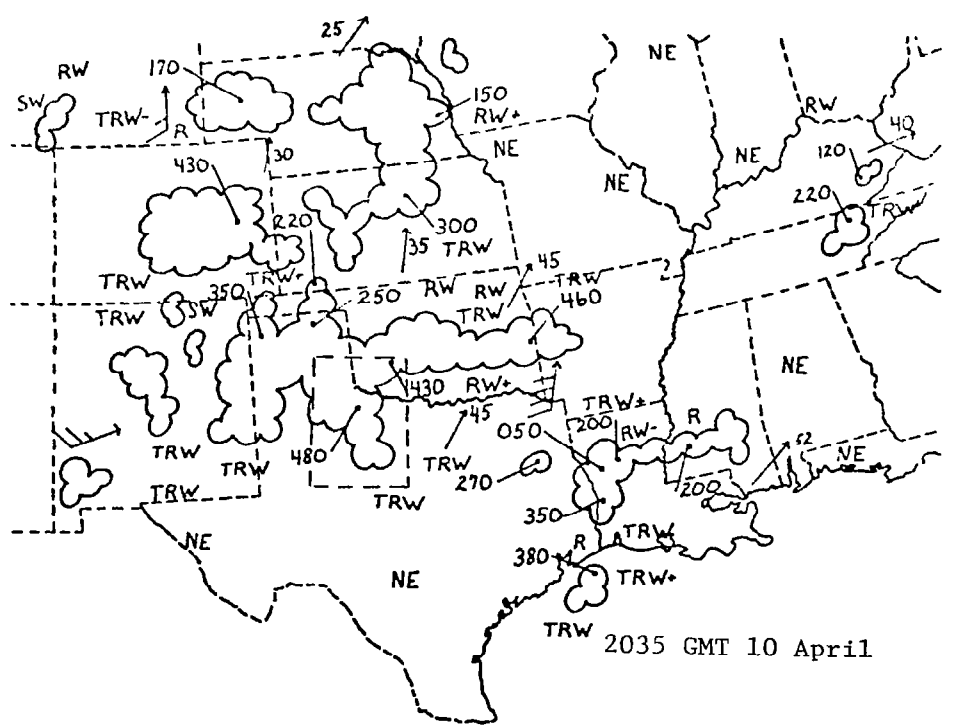 25
NE
RW
170
SW
TRW-
R
150
RW+
NE
RW
40
NE
120
30
430
NE
220
TRW
220
300
35
TRW
TRW
TRW+
45
350
SW
250
RW
RW
TRW
TRW
TRW
460
NE
430
RW+
45
TRW±
200
RW-
R
050
52
NE
TRW
TRW
480
TRW
270
200
TRW
TRW
350
NE
R
TRW
380
NE
TRW+
TRW
2035 GMT 10 April